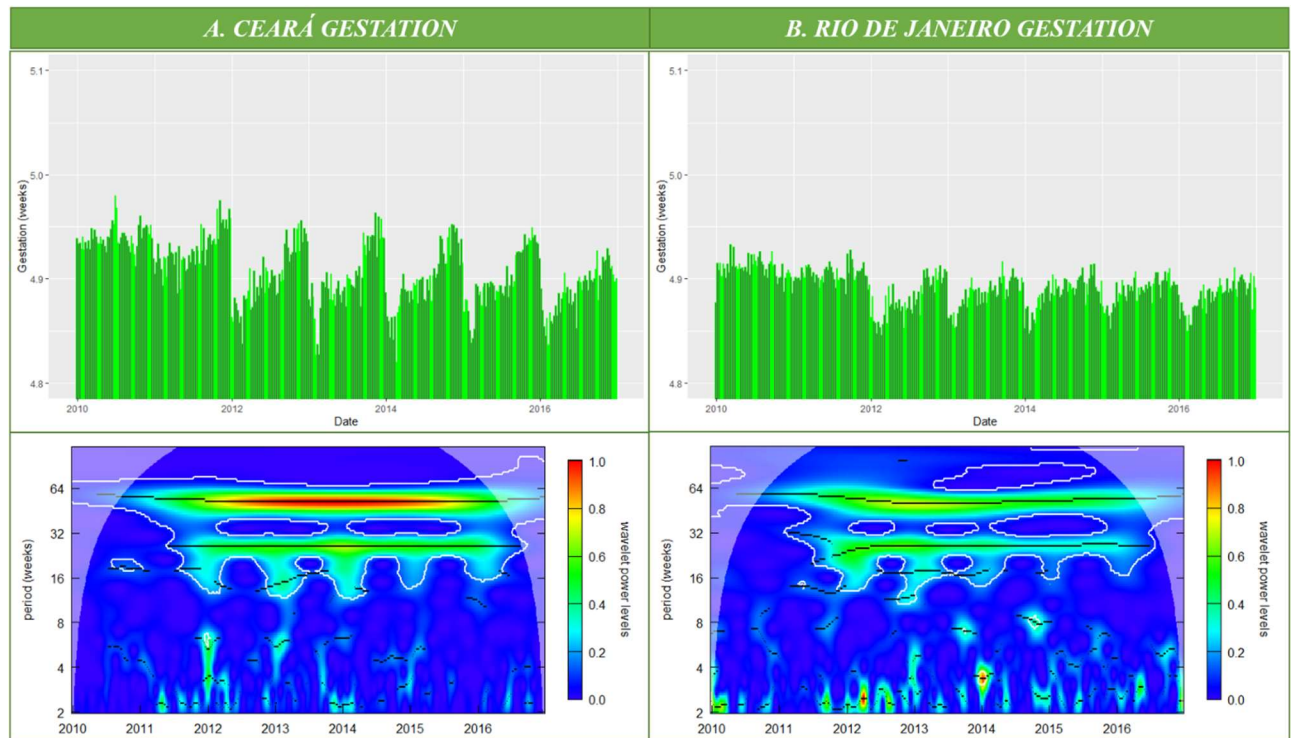 A. CEARÁ GESTATION
B. RIO DE JANEIRO GESTATION
5.1
5.0
4.9
4.8
Gestation (weeks)
2010 2012 2014 2016
Date
5.1
5.0
4.9
4.8
Gestation (weeks)
2010 2012 2014 2016
Date
64
32
16
8
4
2
period (weeks)
2010 2011 2012 2013 2014 2015 2016
1.0
0.8
0.6
0.4
0.2
0.0
wavelet power levels
64
32
16
8
4
2
period (weeks)
2010 2011 2012 2013 2014 2015 2016
1.0
0.8
0.6
0.4
0.2
0.0
wavelet power levels